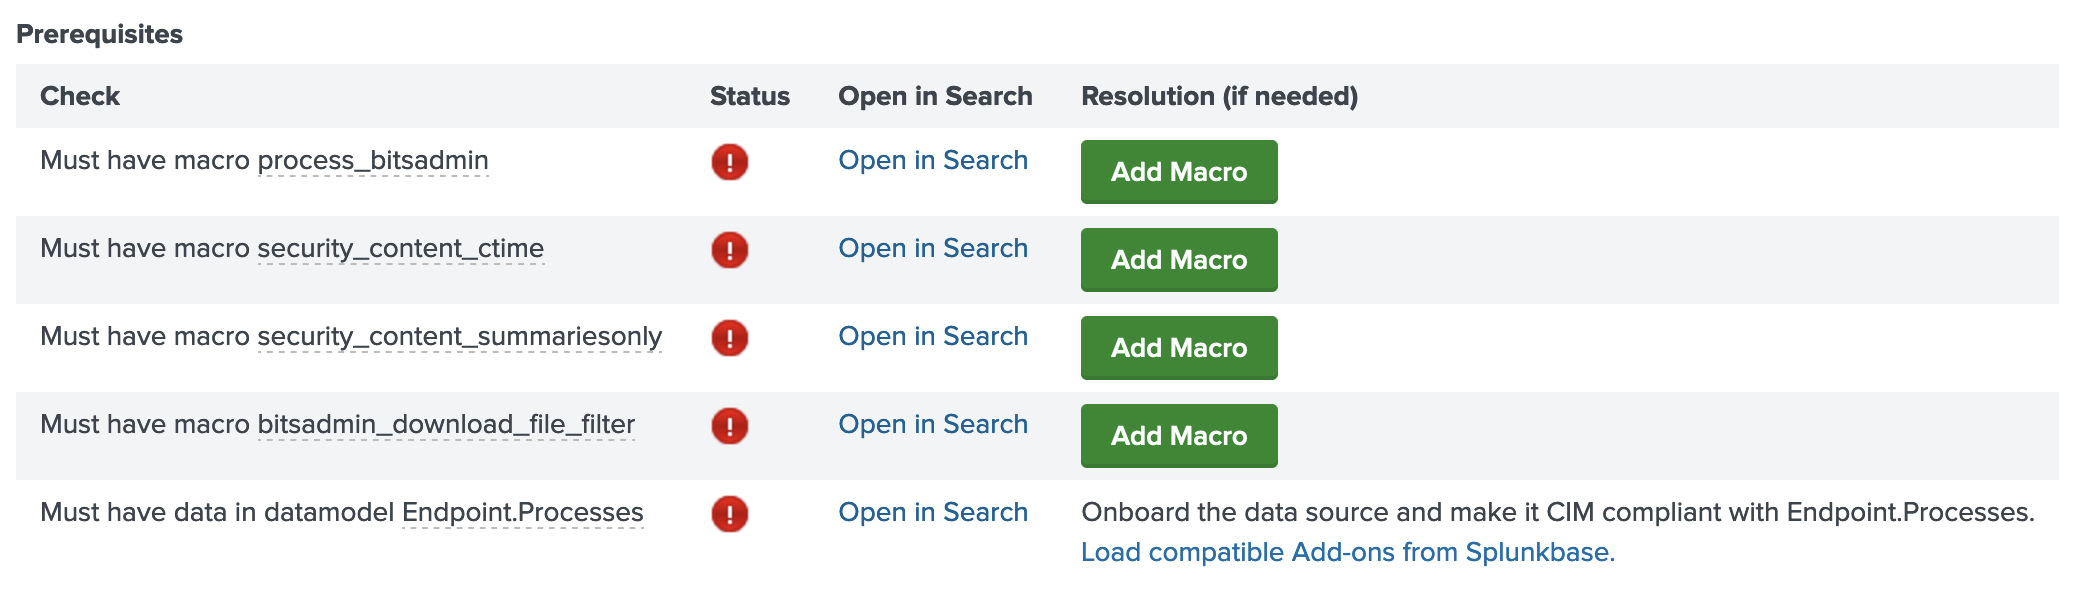 Prerequisites
Check Status Open in Search Resolution (if needed)
Must have macro process_bitsadmin Open in Search Add Macro
Must have macro security_content_ctime Open in Search Add Macro
Must have macro security_content_summariesonly Open in Search Add Macro
Must have macro bitsadmin_download_file_filter Open in Search Add Macro
Must have data in datamodel Endpoint.Processes Open in Search Onboard the data source and make it CIM compliant with Endpoint.Processes.
Load compatible Add-ons from Splunkbase.